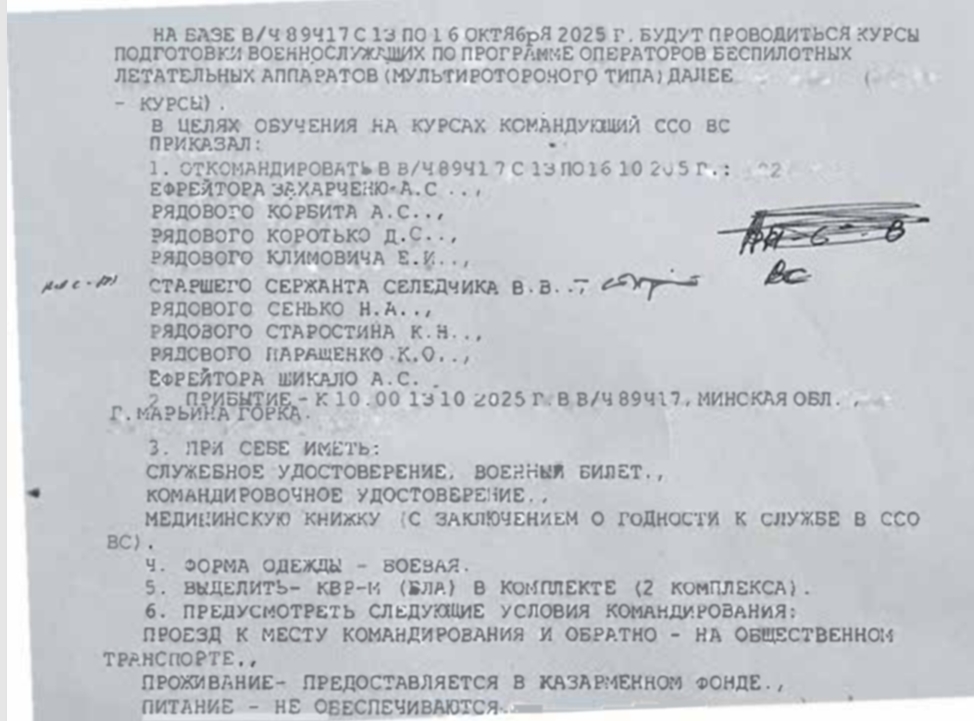 НА БАЗЕ В/Ч 89417 С 13 ПО 16 ОКТЯбрЯ 2025 Г. БУДУТ ПРОВОДИТЬСЯ КУРСЫ
ПОДГОТОВКИ ВОЕННОСЛУЖАЩИХ ПО ПРОГРАММЕ ОПЕРАТОРОВ БЕСПИЛОТНЫХ
ЛЕТАТЕЛЬНЫХ АППАРАТОВ (МУЛЬТИРОТОРОНОГО ТИПА) ДАЛЕЕ
- КУРСЫ).
В ЦЕЛЯХ ОБУЧЕНИЯ НА КУРСАХ КОМАНДУЮЩИЙ ССО ВС
ПРИКАЗАЛ:
1. ОТКОМАНДИРОВАТЬ В В/Ч 89417 С 13 ПО 16 10 205 Г.:
ЕФРЕЙТОРА ЗАХАРЧЕНЮ А.С ..,
РЯДОВОГО КОРБИТА А.С..,
РЯДОВОГО КОРОТЬКО Д.С..,
РЯДОВОГО КЛИМОВИЧА Е.И..,
СТАРШЕГО СЕРЖАНТА СЕЛЕДЧИКА В.В..,
ВС
РЯДОВОГО СЕНЬКО Н.А..,
РЯДОВОГО СТАРОСТИНА К.Н..,
РЯДОВОГО ПАРАЩЕНКО К.О..,
ЕФРЕЙТОРА ШИКАЛО А.С.
2. ПРИБЫТИЕ - К 10.00 13 10 2025 Г. В В/Ч 89417, МИНСКАЯ ОБЛ.,
Г. МАРЬИНА ГОРКА.
3. ПРИ СЕБЕ ИМЕТЬ:
СЛУЖЕБНОЕ УДОСТОВЕРЕНИЕ, ВОЕННЫЙ БИЛЕТ.,
КОМАНДИРОВОЧНОЕ УДОСТОВЕРЕНИЕ.,
МЕДИЦИНСКУЮ КНИЖКУ (С ЗАКЛЮЧЕНИЕМ О ГОДНОСТИ К СЛУЖБЕ В ССО
ВС).
4. ФОРМА ОДЕЖДЫ - БОЕВАЯ.
5. ВЫДЕЛИТЬ- КВР-М (БЛА) В КОМПЛЕКТЕ (2 КОМПЛЕКСА).
6. ПРЕДУСМОТРЕТЬ СЛЕДУЮЩИЕ УСЛОВИЯ КОМАНДИРОВАНИЯ:
ПРОЕЗД К МЕСТУ КОМАНДИРОВАНИЯ И ОБРАТНО - НА ОБЩЕСТВЕННОМ
ТРАНСПОРТЕ.,
ПРОЖИВАНИЕ- ПРЕДОСТАВЛЯЕТСЯ В КАЗАРМЕННОМ ФОНДЕ.,
ПИТАНИЕ - НЕ ОБЕСПЕЧИВАЮТСЯ.